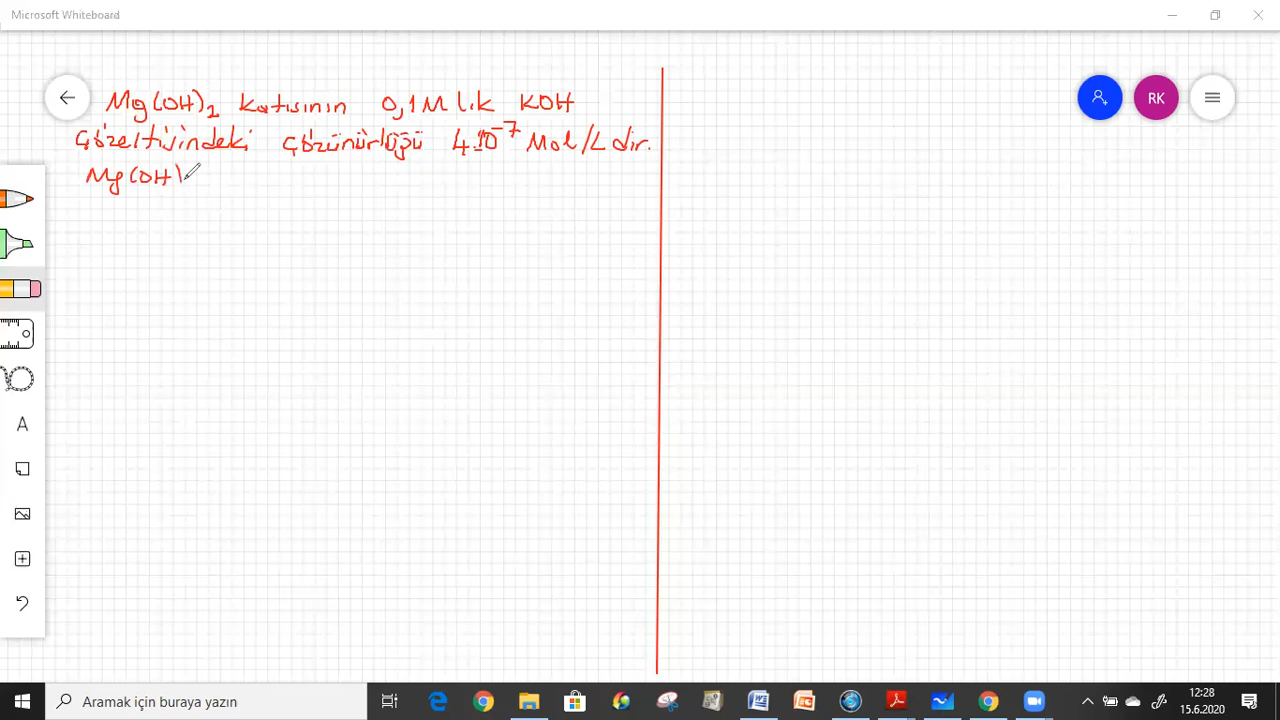 Microsoft Whiteboard
Mg(OH)₂ katısının 0,1M lık KOH
RK
Çözeltisindeki çözünürlüğü 4.10⁻⁷ Mol/L dir.
Mg(OH)
A
Aramak için buraya yazın
12:28
15.6.2020